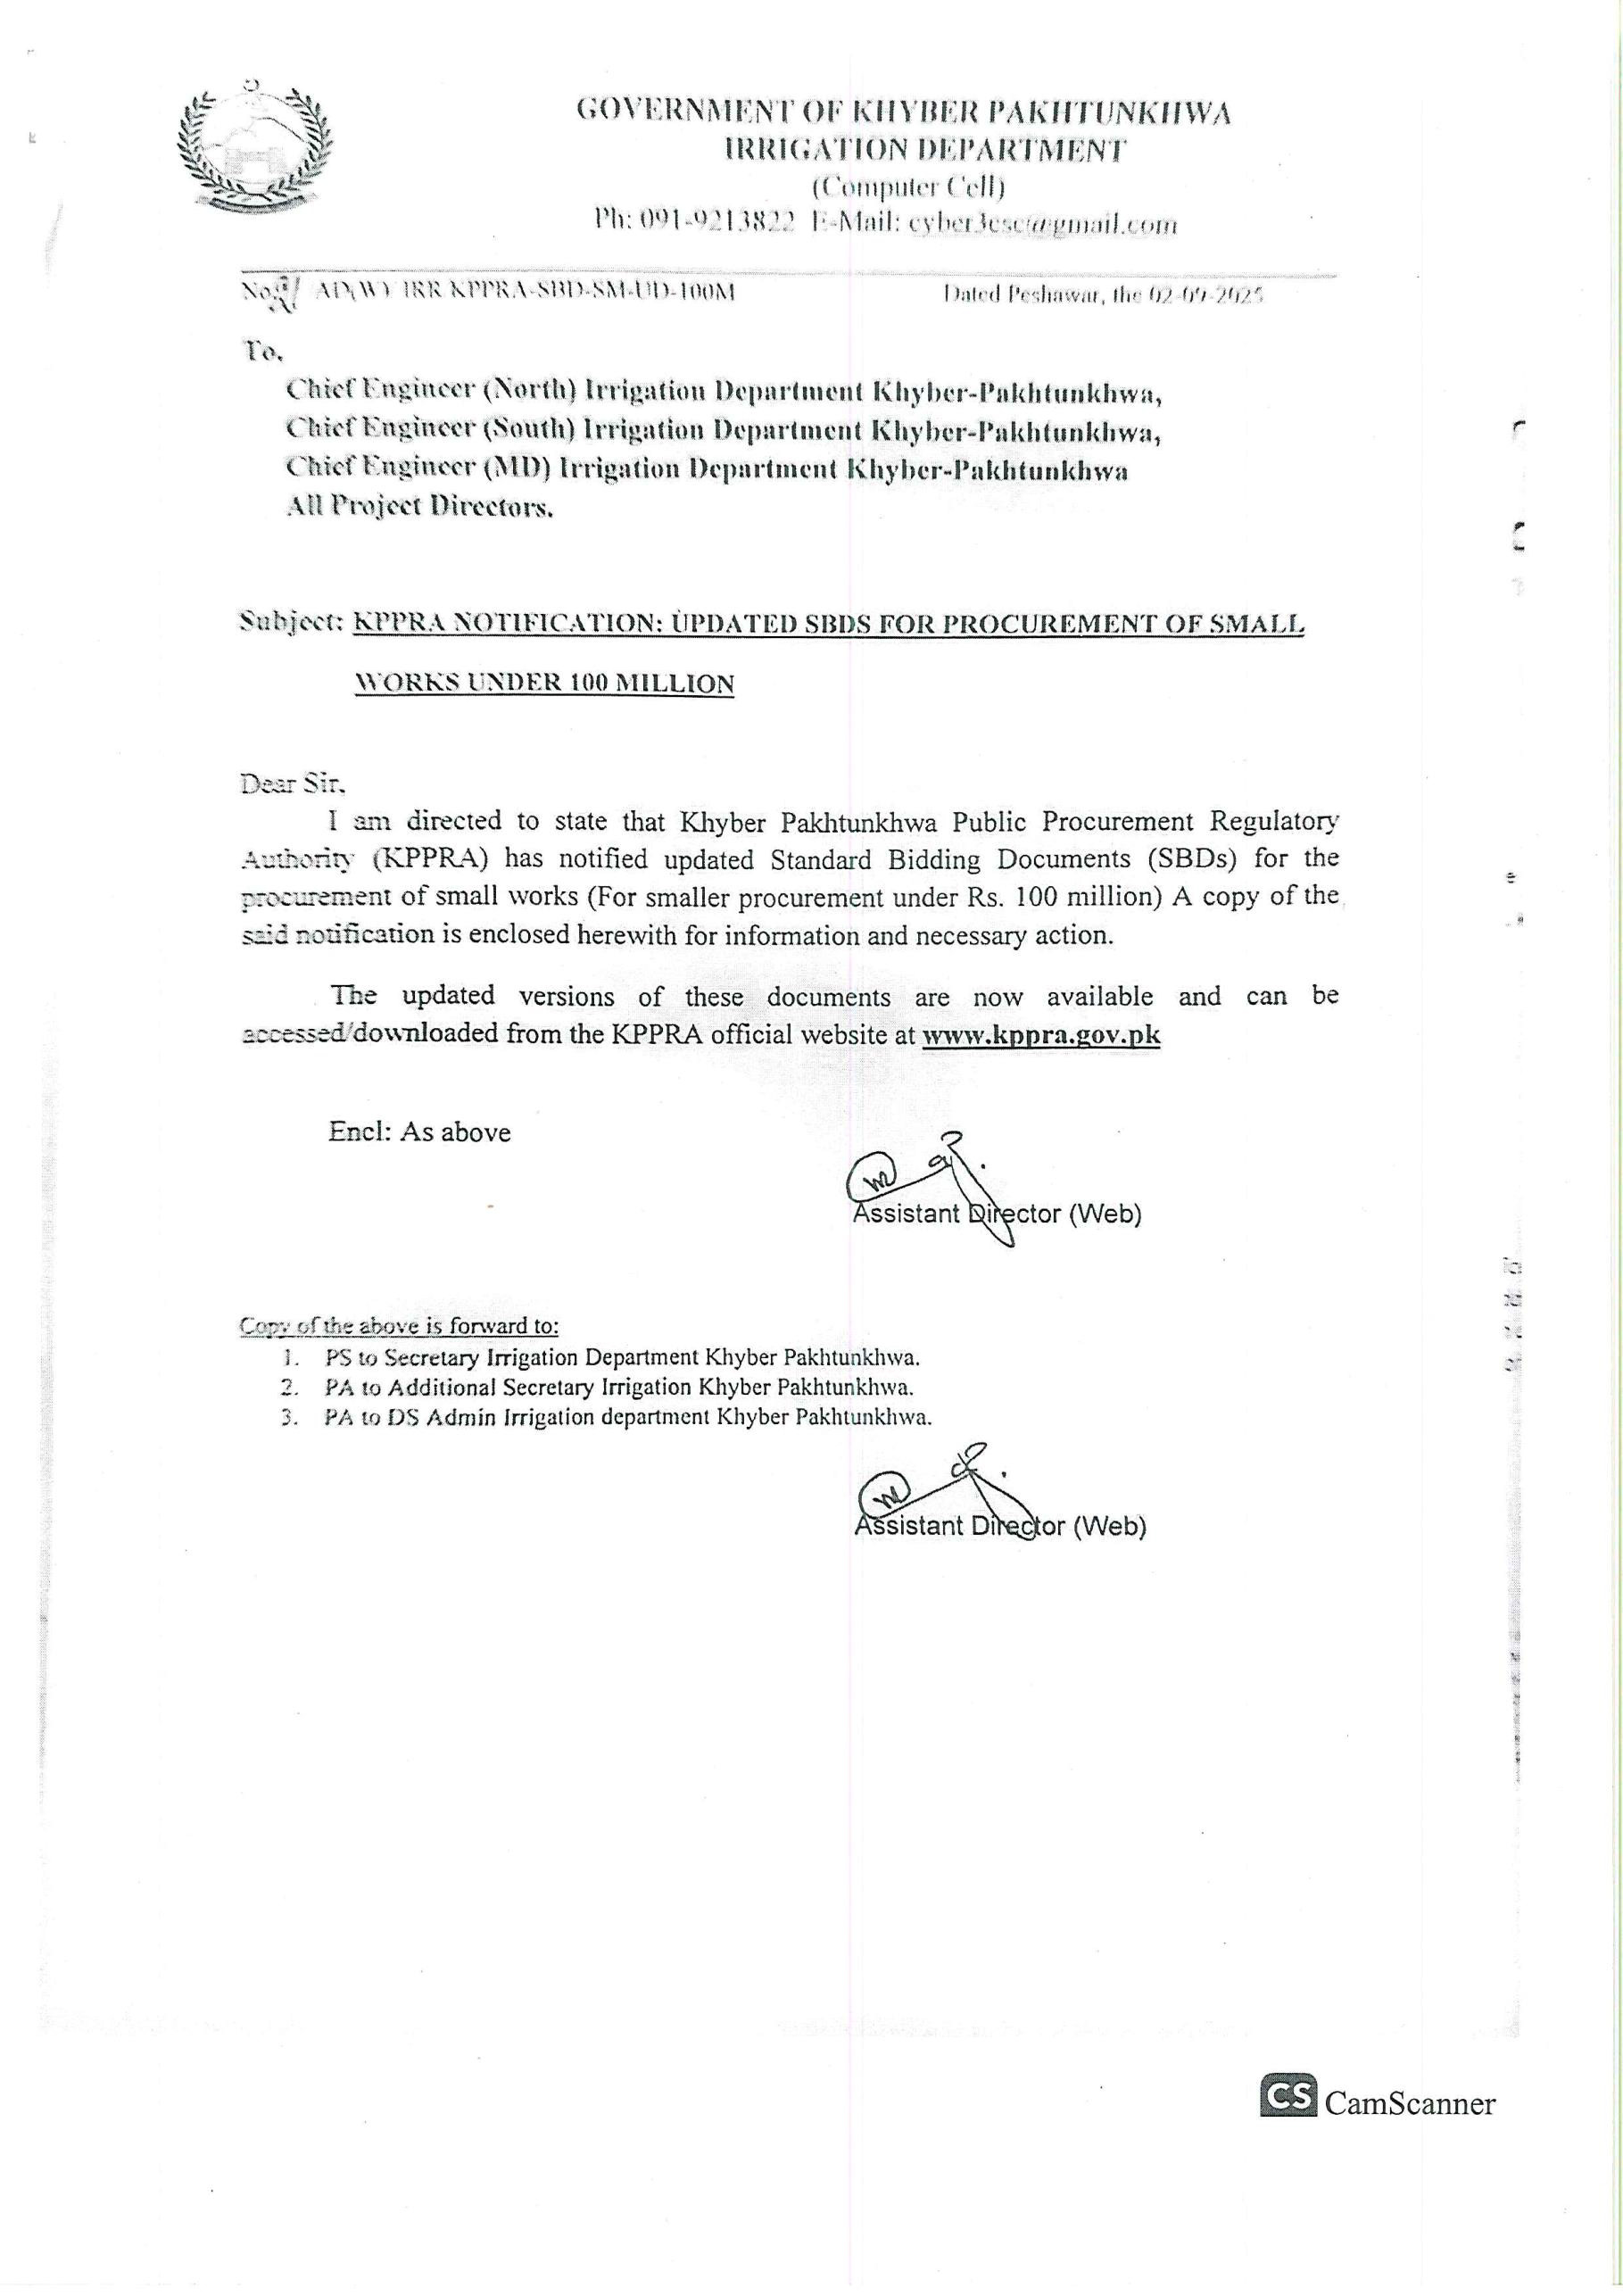 GOVERNMENT OF KHYBER PAKHTUNKHWA
IRRIGATION DEPARTMENT
(Computer Cell)
Ph: 091-9213822 E-Mail: cyber3csc@gmail.com
No. AD(W) IRR KPPRA-SBD-SM-UD-100M Dated Peshawar, the 02-09-2025
To,
Chief Engineer (North) Irrigation Department Khyber-Pakhtunkhwa,
Chief Engineer (South) Irrigation Department Khyber-Pakhtunkhwa,
Chief Engineer (MD) Irrigation Department Khyber-Pakhtunkhwa
All Project Directors.
Subject: KPPRA NOTIFICATION: UPDATED SBDS FOR PROCUREMENT OF SMALL
WORKS UNDER 100 MILLION
Dear Sir,
I am directed to state that Khyber Pakhtunkhwa Public Procurement Regulatory
Authority (KPPRA) has notified updated Standard Bidding Documents (SBDs) for the
procurement of small works (For smaller procurement under Rs. 100 million) A copy of the
said notification is enclosed herewith for information and necessary action.
The updated versions of these documents are now available and can be
accessed/downloaded from the KPPRA official website at www.kppra.gov.pk
Encl: As above
Assistant Director (Web)
Copy of the above is forward to:
1. PS to Secretary Irrigation Department Khyber Pakhtunkhwa.
2. PA to Additional Secretary Irrigation Khyber Pakhtunkhwa.
3. PA to DS Admin Irrigation department Khyber Pakhtunkhwa.
Assistant Director (Web)
CS CamScanner